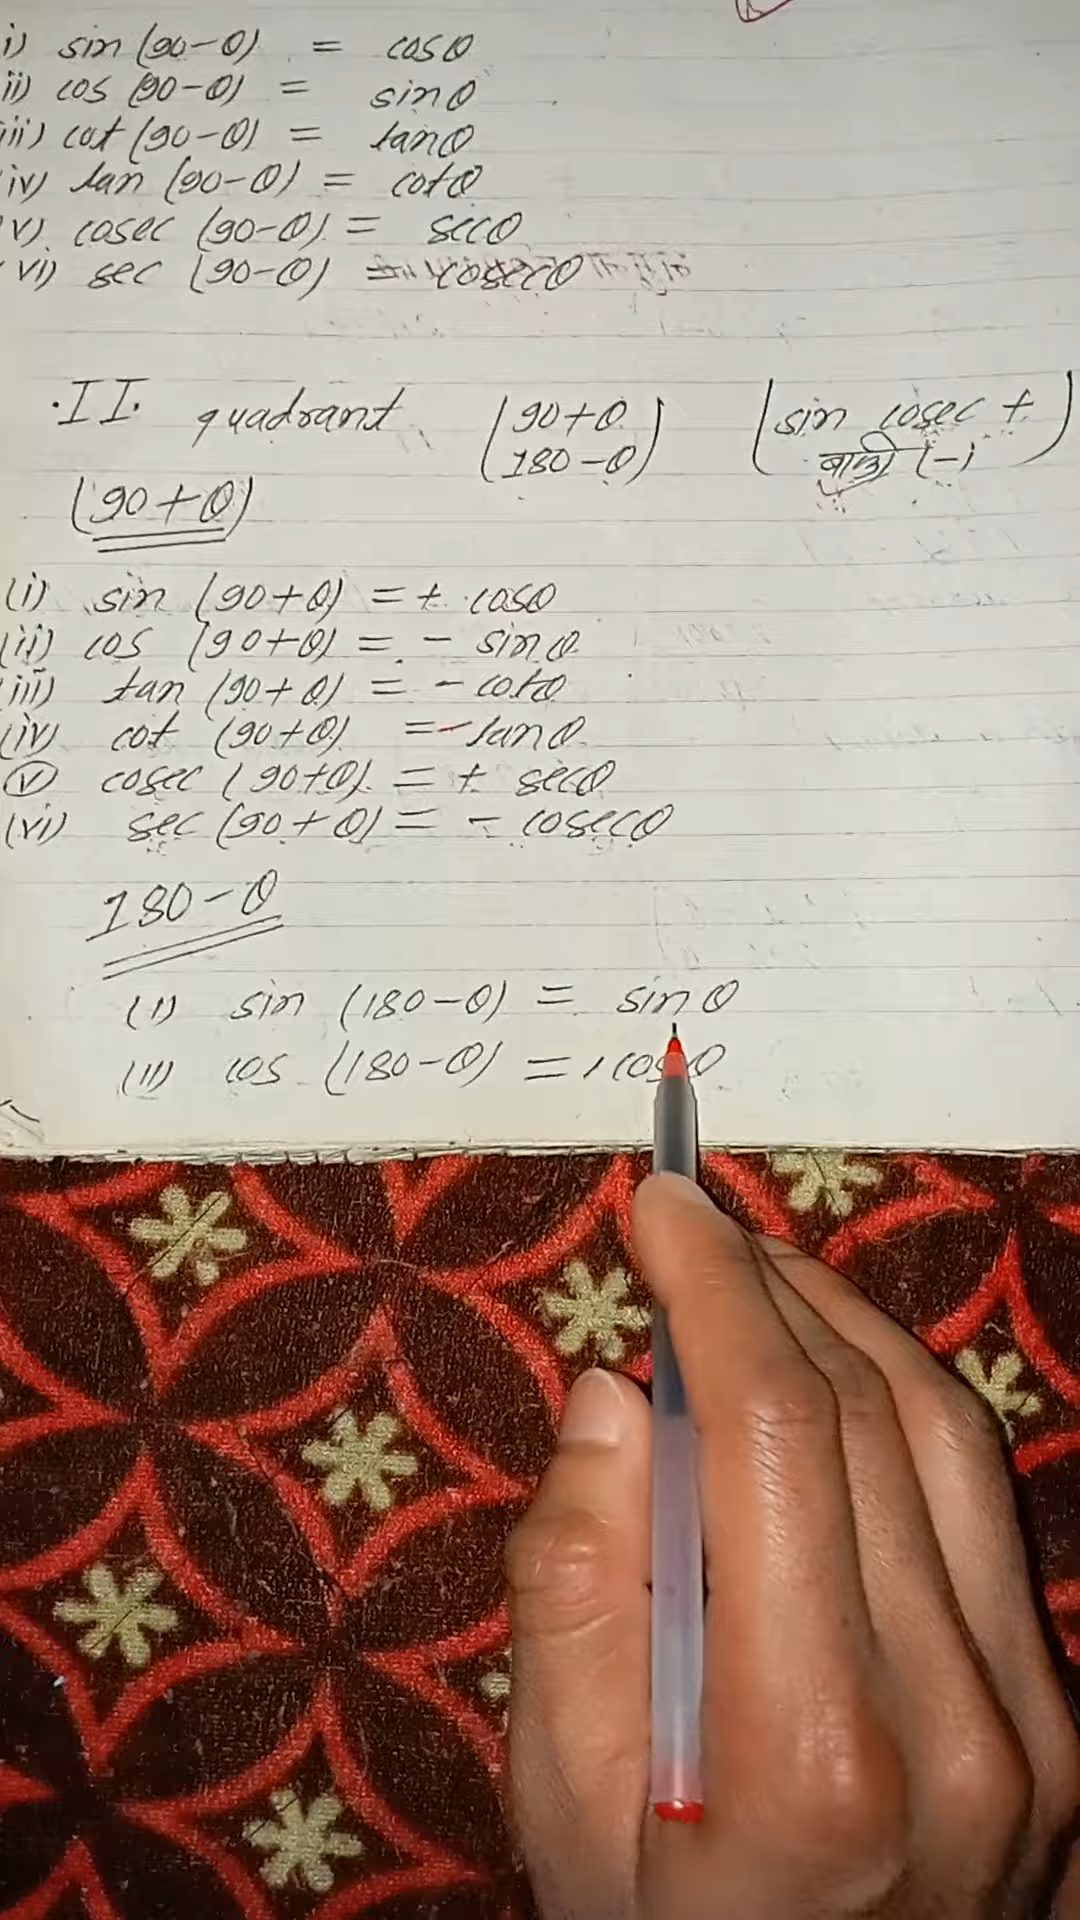 i) sin (90-θ) = cosθ
ii) cos (90-θ) = sinθ
iii) cot (90-θ) = tanθ
iv) tan (90-θ) = cotθ
v) cosec (90-θ) = secθ
vi) sec (90-θ) = cosecθ
II. quadrant (90+θ 180-θ) (sin cosec + बाकी (-))
(90+θ)
(i) sin (90+θ) = + cosθ
(ii) cos (90+θ) = - sinθ
(iii) tan (90+θ) = - cotθ
(iv) cot (90+θ) = - tanθ
(v) cosec (90+θ) = + secθ
(vi) sec (90+θ) = - cosecθ
180-θ
(I) sin (180-θ) = sinθ
(II) cos (180-θ) = - cosθ